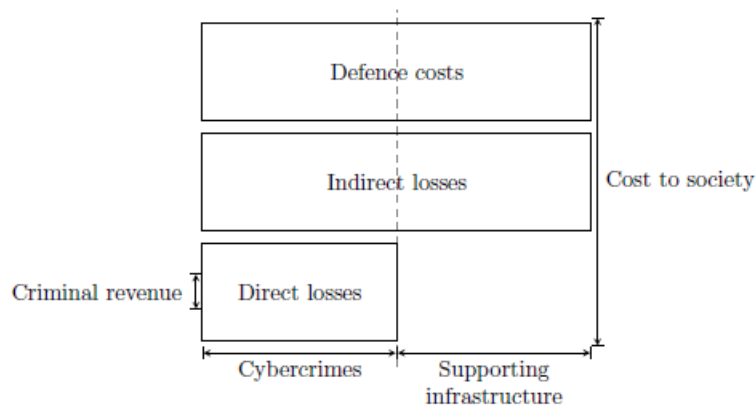 Defence costs
Indirect losses
Cost to society
Criminal revenue
Direct losses
Cybercrimes
Supporting
infrastructure